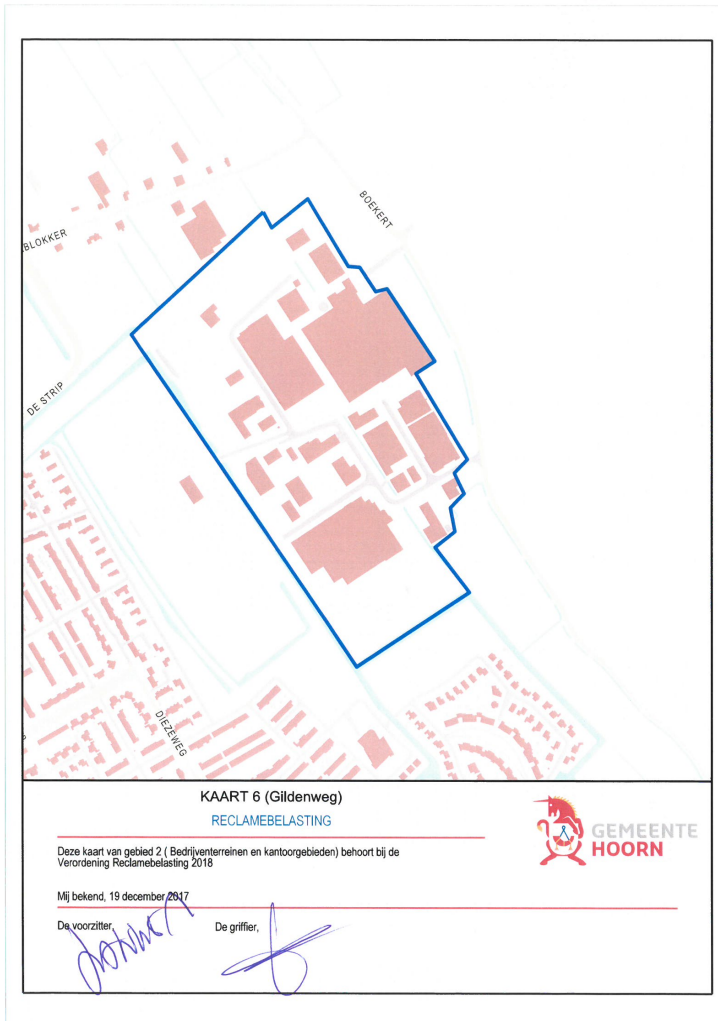 BOEKERT
BLOKKER
DE STRIP
DIEZEWEG
KAART 6 (Gildenweg)
RECLAMEBELASTING
Deze kaart van gebied 2 ( Bedrijventerreinen en kantoorgebieden) behoort bij de
Verordening Reclamebelasting 2018
Mij bekend, 19 december 2017
De voorzitter,
De griffier,
GEMEENTE
HOORN